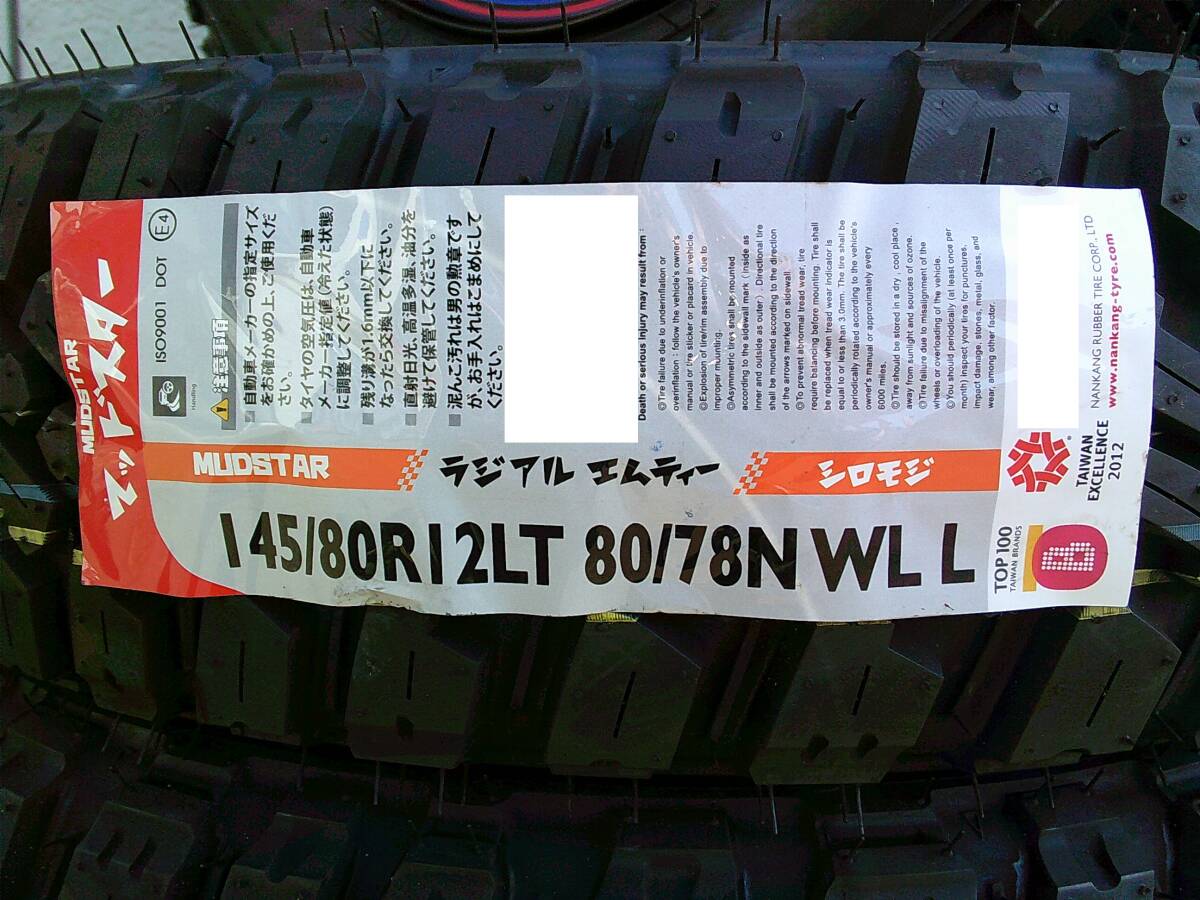 MUDSTAR
マッドスター
ISO9001 DOT E4
Handling
注意事項
■自動車メーカーの指定サイズ
をお確かめの上、ご使用くだ
さい。
■タイヤの空気圧は、自動車
メーカー指定値(冷えた状態)
に調整してください。
■残り溝が1.6mm以下に
なったら交換してください。
■直射日光、高温多湿、油分を
避けて保管してください。
■泥んこ汚れは男の勲章です
が、お手入れはこまめにして
ください。
Death or serious injury may result from:
◎Tire failure due to underinflation or
overinflation : follow the vehicle's owner's
manual or tire sticker or placard in vehicle.
◎Explosion of tire/rim assembly due to
improper mounting.
◎Asymmetric tires shall be mounted
according to the sidewall mark (inside as
inner and outside as outer). Directional tire
shall be mounted according to the direction
of the arrows marked on sidewall.
◎To prevent abnormal tread wear, tire
require balancing before mounting. Tire shall
be replaced when tread wear indicator is
equal to or less than 3.0mm. The tire shall be
periodically rotated according to the vehicle's
owner's manual or approximately every
6000 miles.
◎Tire should be stored in a dry, cool place,
away from sunlight and sources of ozone.
◎Tire failure due to misalignment of the
wheels or overloading of the vehicle.
◎You should periodically (at least once per
month) inspect your tires for punctures,
impact damage, stones, metal, glass, and
wear, among other factor.
MUDSTAR ラジアル エムティー シロモジ
145/80R12LT 80/78N WL L
TAIWAN
EXCELLENCE
2012
NANKANG RUBBER TIRE CORP., LTD
www.nankang-tyre.com
TOP 100
TAIWAN BRANDS